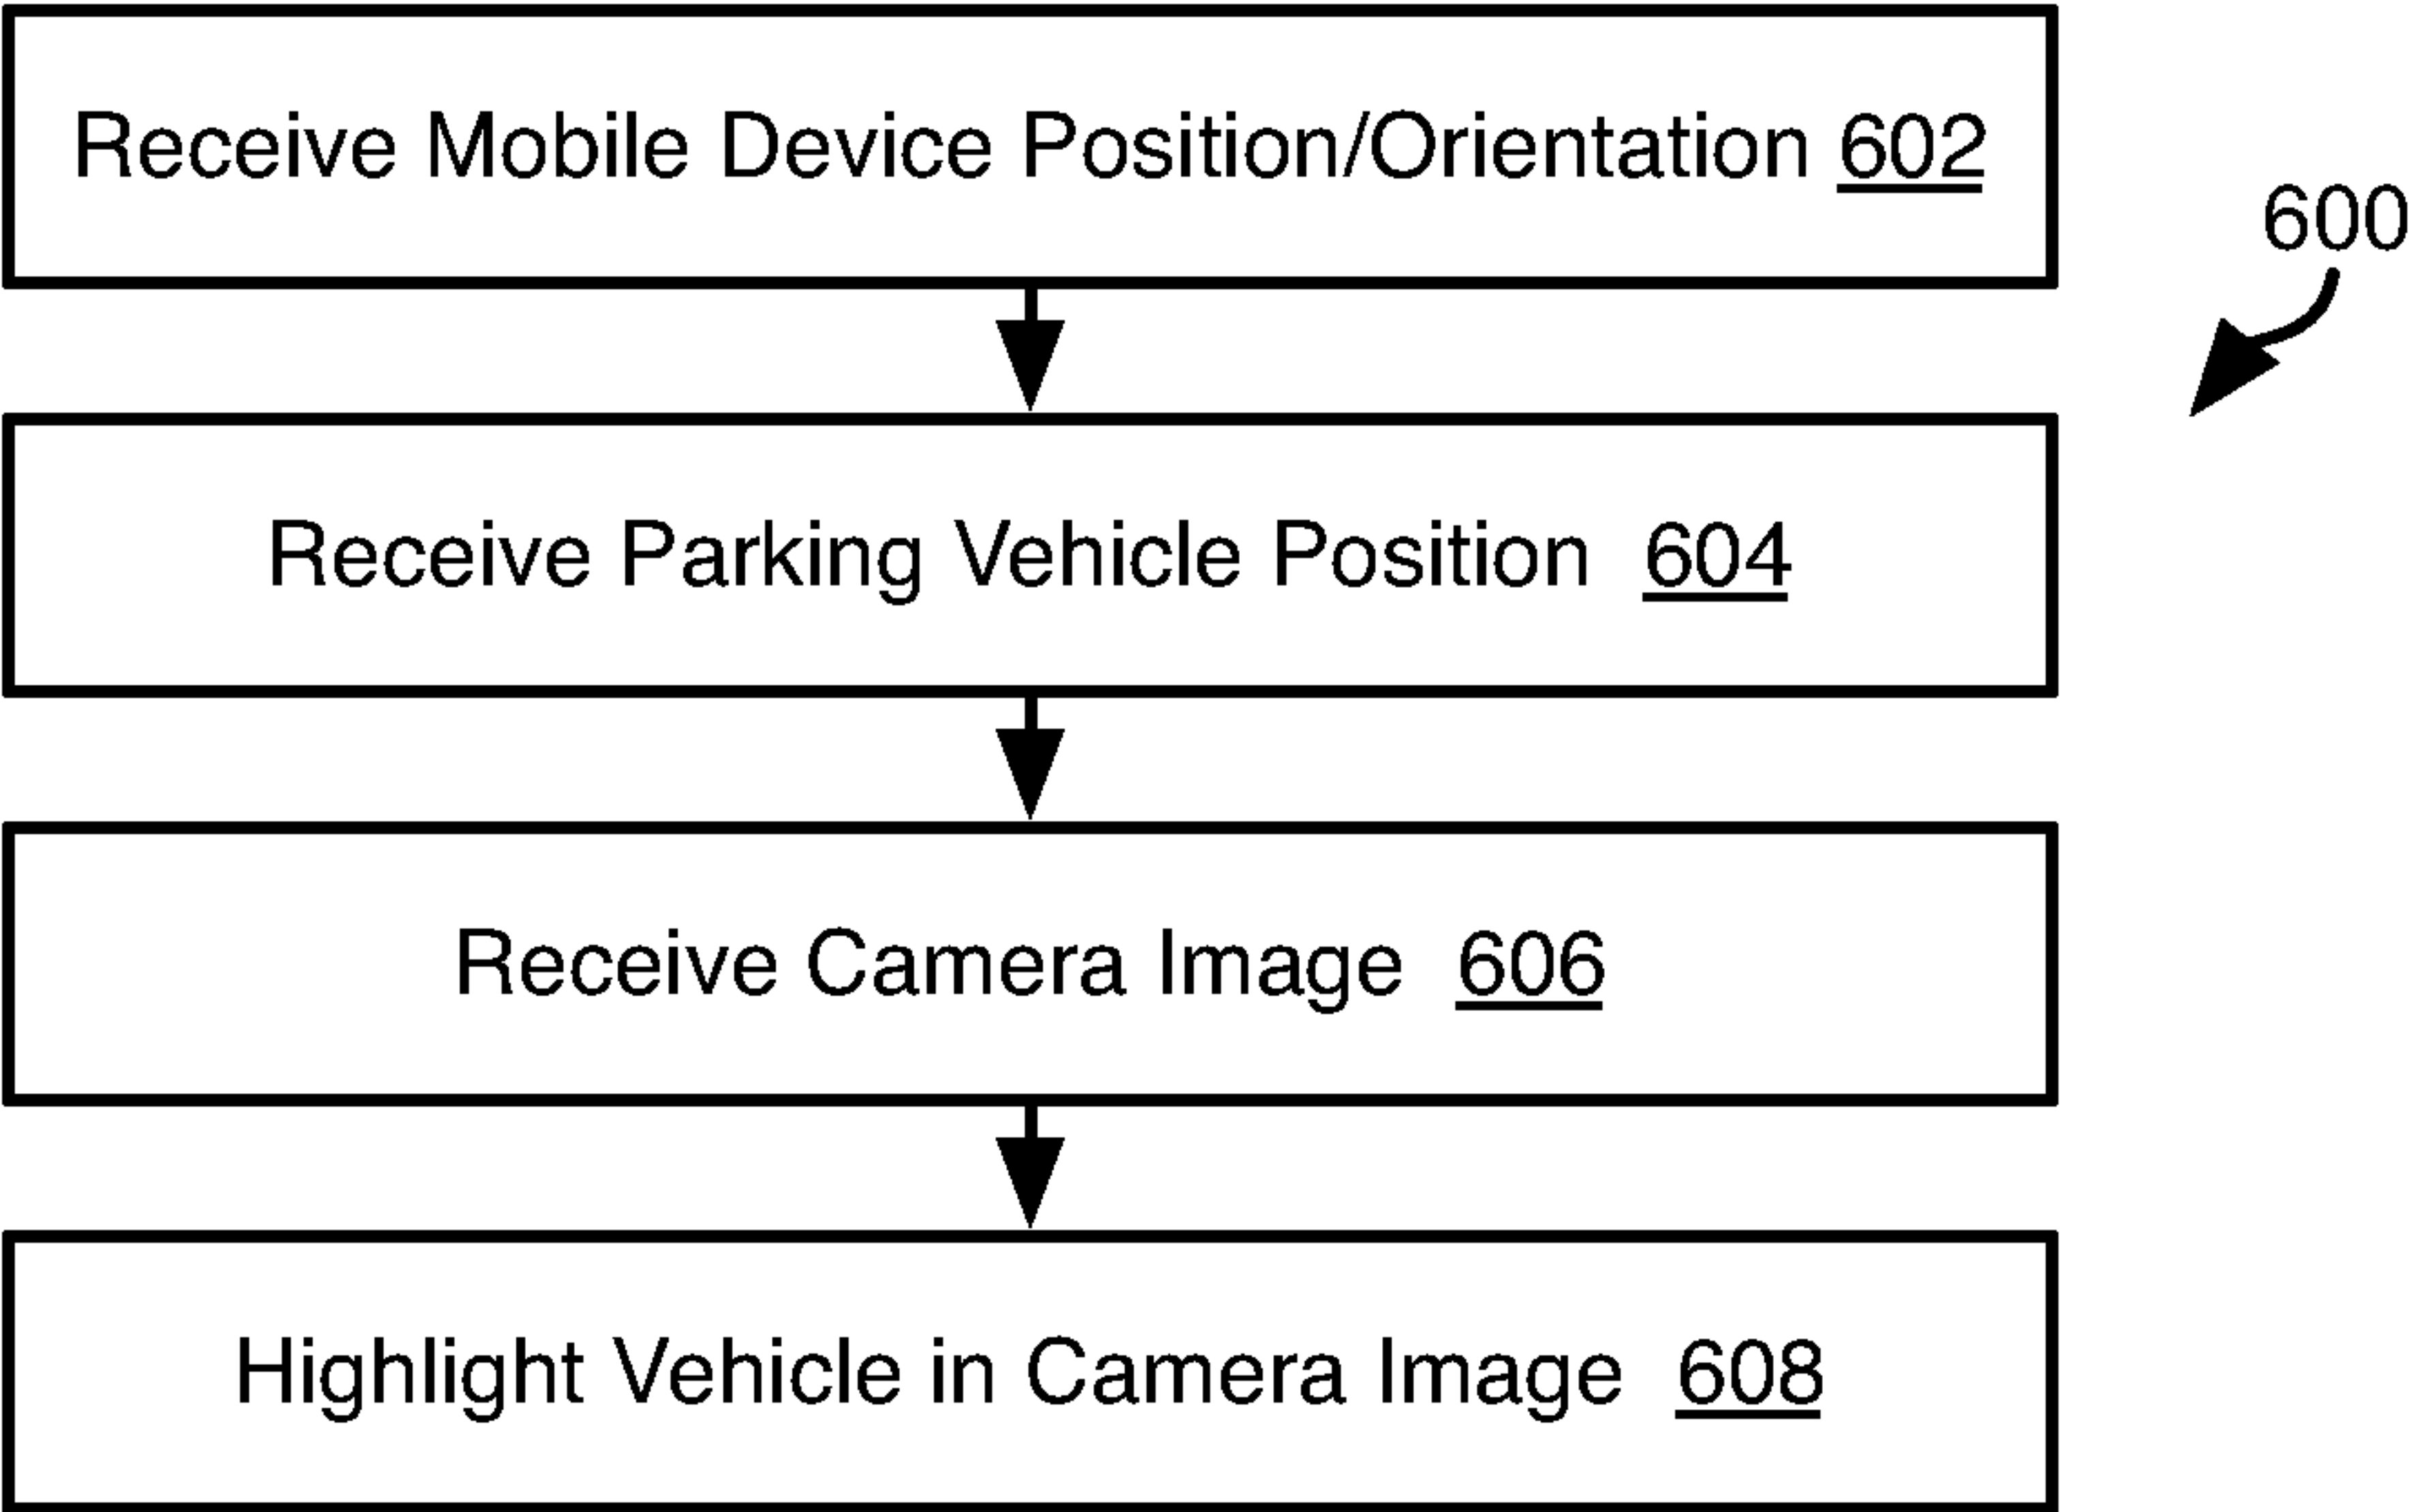 Receive Mobile Device Position/Orientation 602
600
Receive Parking Vehicle Position 604
Receive Camera Image 606
Highlight Vehicle in Camera Image 608